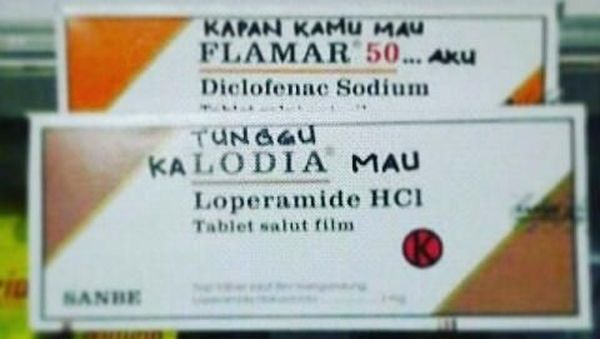 KAPAN KAMU MAU
FLAMAR® 50... AKU
Diclofenac Sodium
TUNGGU
KALODIA® MAU
Loperamide HCl
Tablet salut film
K
SANBE